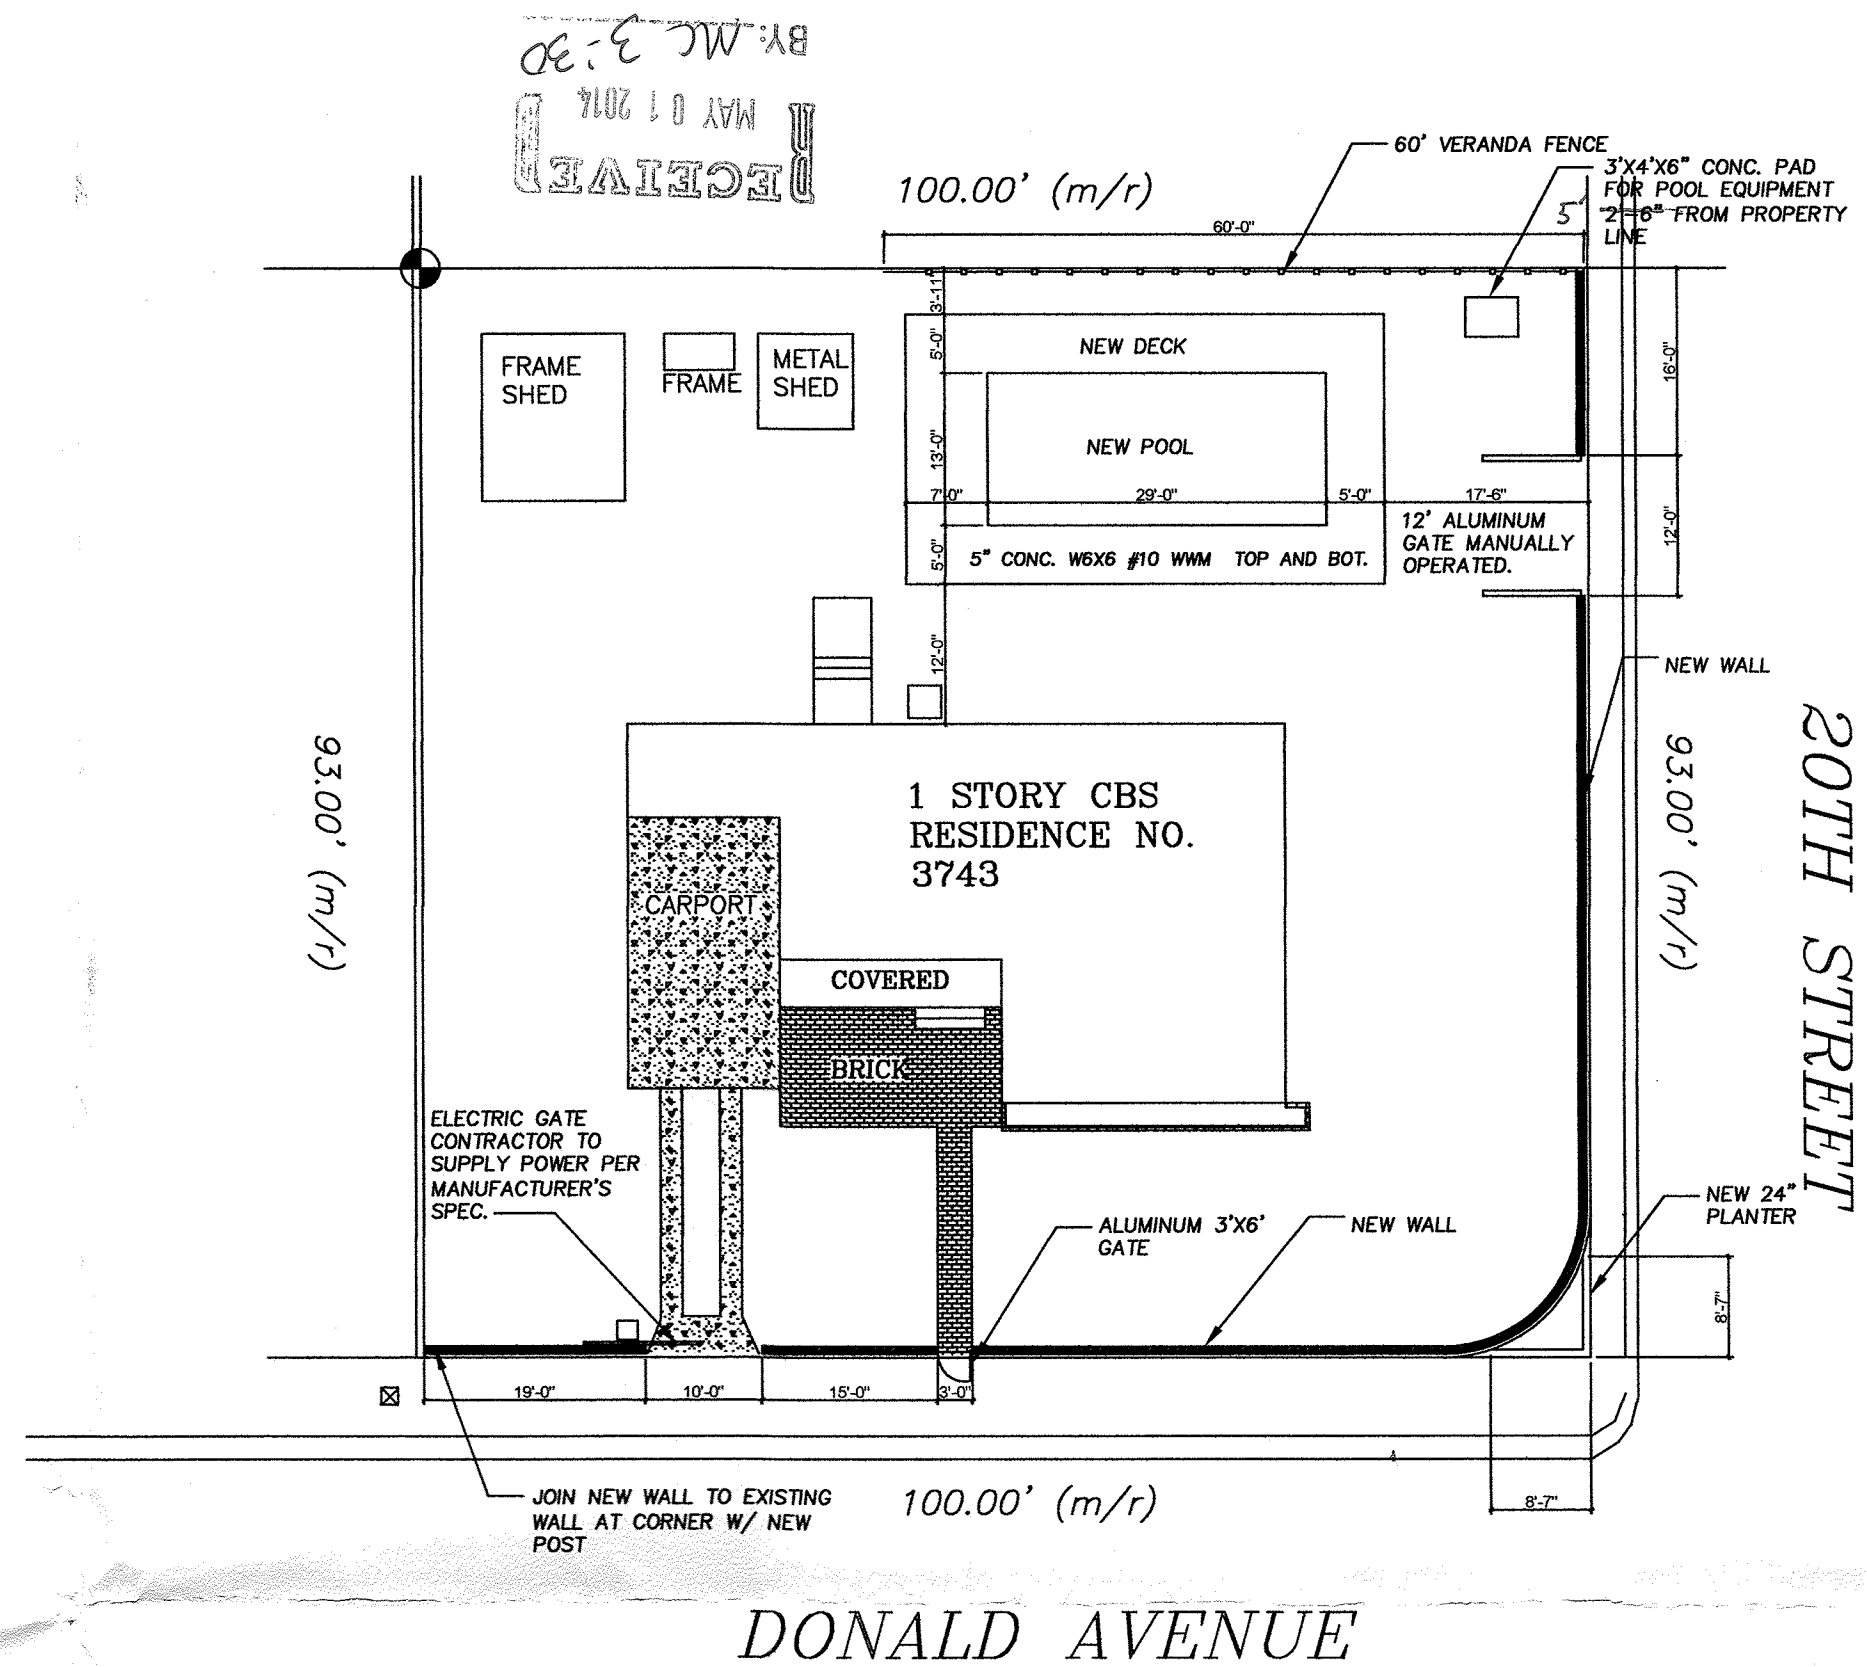 BY: MC 3-30
MAY 01 2014
RECEIVED
100.00' (m/r)
60' VERANDA FENCE
3'X4'X6" CONC. PAD
FOR POOL EQUIPMENT
5' 2'-6" FROM PROPERTY
LINE
60'-0"
3'-11"
5'-0"
13'-0"
5'-0"
12'-0"
FRAME
SHED
FRAME
METAL
SHED
NEW DECK
NEW POOL
7'-0"
29'-0"
5'-0"
17'-6"
5" CONC. W6X6 #10 WWM TOP AND BOT.
12' ALUMINUM
GATE MANUALLY
OPERATED.
16'-0"
12'-0"
NEW WALL
93.00' (m/r)
93.00' (m/r)
20TH STREET
1 STORY CBS
RESIDENCE NO.
3743
CARPORT
COVERED
BRICK
ELECTRIC GATE
CONTRACTOR TO
SUPPLY POWER PER
MANUFACTURER'S
SPEC.
ALUMINUM 3'X6'
GATE
NEW WALL
NEW 24"
PLANTER
8'-7"
19'-0"
10'-0"
15'-0"
3'-0"
8'-7"
JOIN NEW WALL TO EXISTING
WALL AT CORNER W/ NEW
POST
100.00' (m/r)
DONALD AVENUE